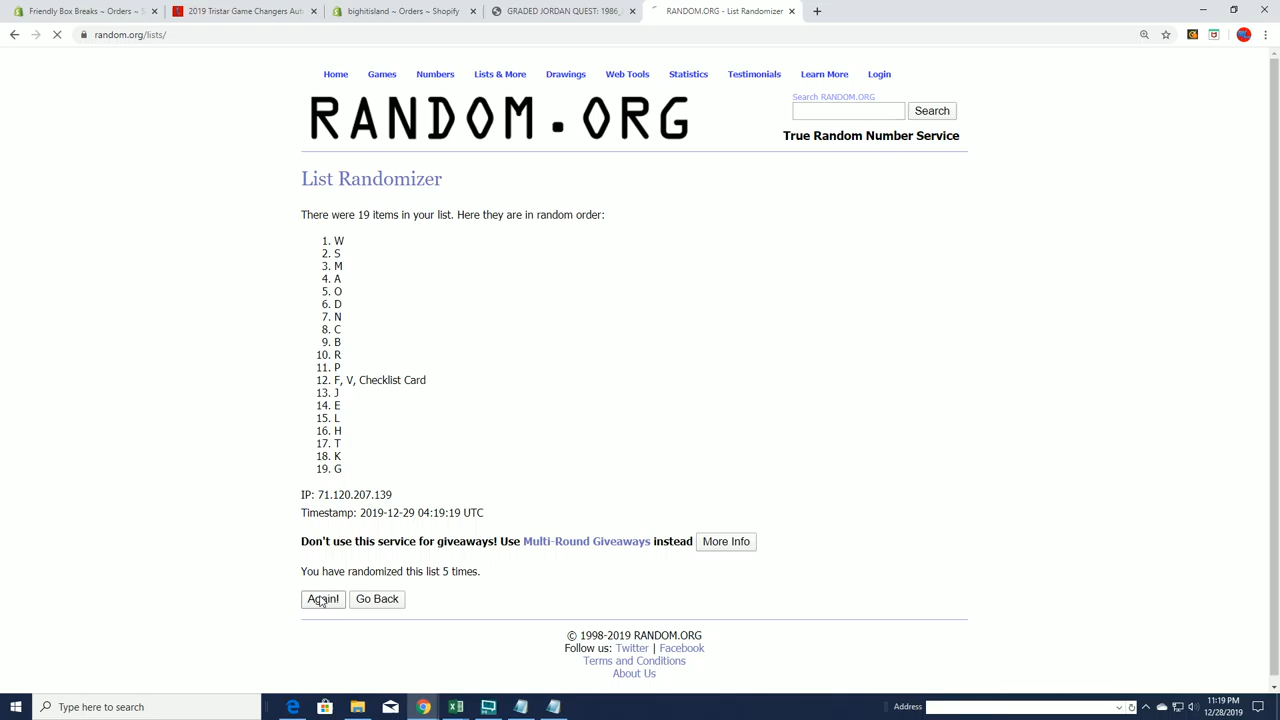 Friendly Box Breaks ~ Orders ~ S
2019 Tristar Game Changers Aut
bigboitislandia ~ Orders ~ Shopify
GRADED JORDAN QUEST: 1986_
RANDOM.ORG - List Randomizer
random.org/lists/
Home Games Numbers Lists & More Drawings Web Tools Statistics Testimonials Learn More Login
RANDOM.ORG
Search RANDOM.ORG
Search
True Random Number Service
List Randomizer
There were 19 items in your list. Here they are in random order:
1. W
2. S
3. M
4. A
5. O
6. D
7. N
8. C
9. B
10. R
11. P
12. F, V, Checklist Card
13. J
14. E
15. L
16. H
17. T
18. K
19. G
IP: 71.120.207.139
Timestamp: 2019-12-29 04:19:19 UTC
Don't use this service for giveaways! Use Multi-Round Giveaways instead More Info
You have randomized this list 5 times.
Again! Go Back
© 1998-2019 RANDOM.ORG
Follow us: Twitter | Facebook
Terms and Conditions
About Us
Type here to search
Address
11:19 PM
12/28/2019